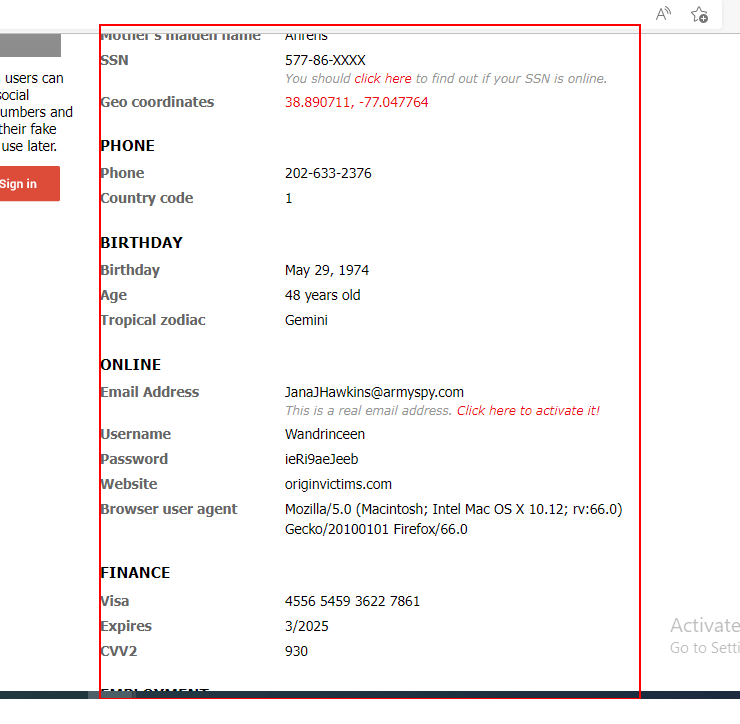 Mother's maiden name Ahrens
SSN 577-86-XXXX
You should click here to find out if your SSN is online.
Geo coordinates 38.890711, -77.047764
PHONE
Phone 202-633-2376
Country code 1
BIRTHDAY
Birthday May 29, 1974
Age 48 years old
Tropical zodiac Gemini
ONLINE
Email Address JanaJHawkins@armyspy.com
This is a real email address. Click here to activate it!
Username Wandrinceen
Password ieRi9aeJeeb
Website originvictims.com
Browser user agent Mozilla/5.0 (Macintosh; Intel Mac OS X 10.12; rv:66.0)
Gecko/20100101 Firefox/66.0
FINANCE
Visa 4556 5459 3622 7861
Expires 3/2025
CVV2 930
EMPLOYMENT
users can
social
umbers and
their fake
use later.
Sign in
Activate
Go to Setti